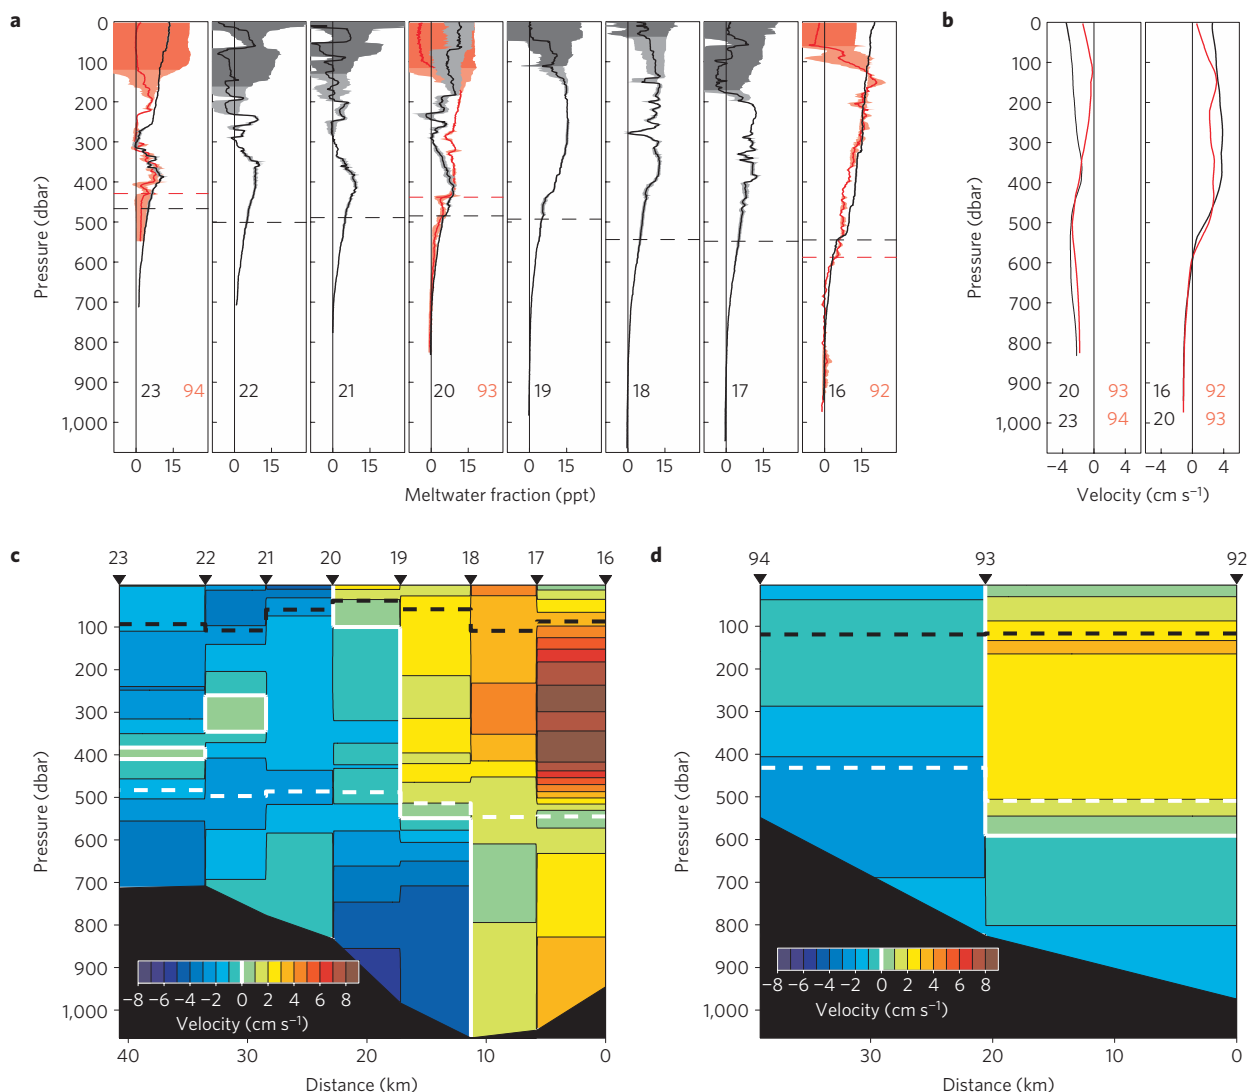 a
b
0
100
200
300
400
500
600
700
800
900
1,000
Pressure (dbar)
23 94
22
21
20 93
19
18
17
16 92
0 15
0 15
0 15
0 15
0 15
0 15
0 15
0 15
Meltwater fraction (ppt)
0
100
200
300
400
500
600
700
800
900
1,000
Pressure (dbar)
20 93
23 94
16 92
20 93
−4 0 4
−4 0 4
Velocity (cm s⁻¹)
c
23 22 21 20 19 18 17 16
100
200
300
400
500
600
700
800
900
1,000
Pressure (dbar)
−8 −6 −4 −2 0 2 4 6 8
Velocity (cm s⁻¹)
40 30 20 10 0
Distance (km)
d
94 93 92
100
200
300
400
500
600
700
800
900
1,000
Pressure (dbar)
−8 −6 −4 −2 0 2 4 6 8
Velocity (cm s⁻¹)
30 20 10 0
Distance (km)